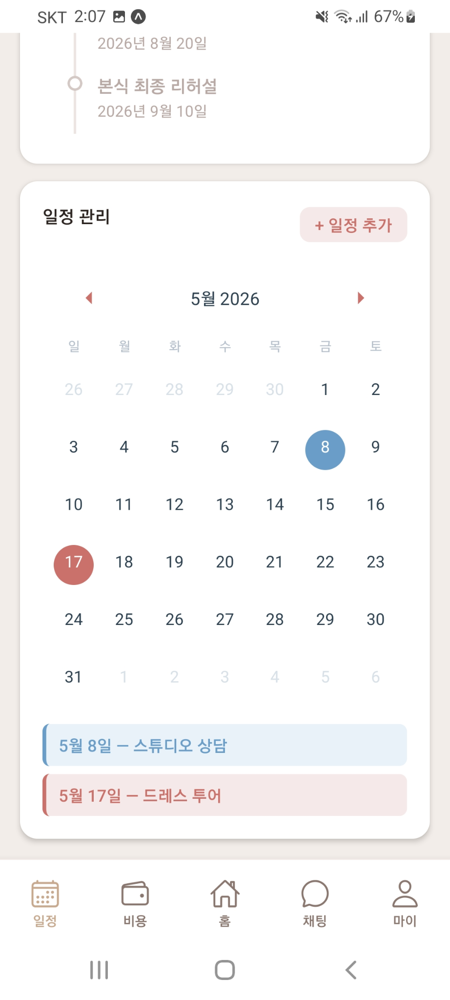 SKT 2:07 67%
2026년 8월 20일
본식 최종 리허설
2026년 9월 10일
일정 관리
+ 일정 추가
5월 2026
일 월 화 수 목 금 토
26 27 28 29 30 1 2
3 4 5 6 7 8 9
10 11 12 13 14 15 16
17 18 19 20 21 22 23
24 25 26 27 28 29 30
31 1 2 3 4 5 6
5월 8일 — 스튜디오 상담
5월 17일 — 드레스 투어
일정 비용 홈 채팅 마이